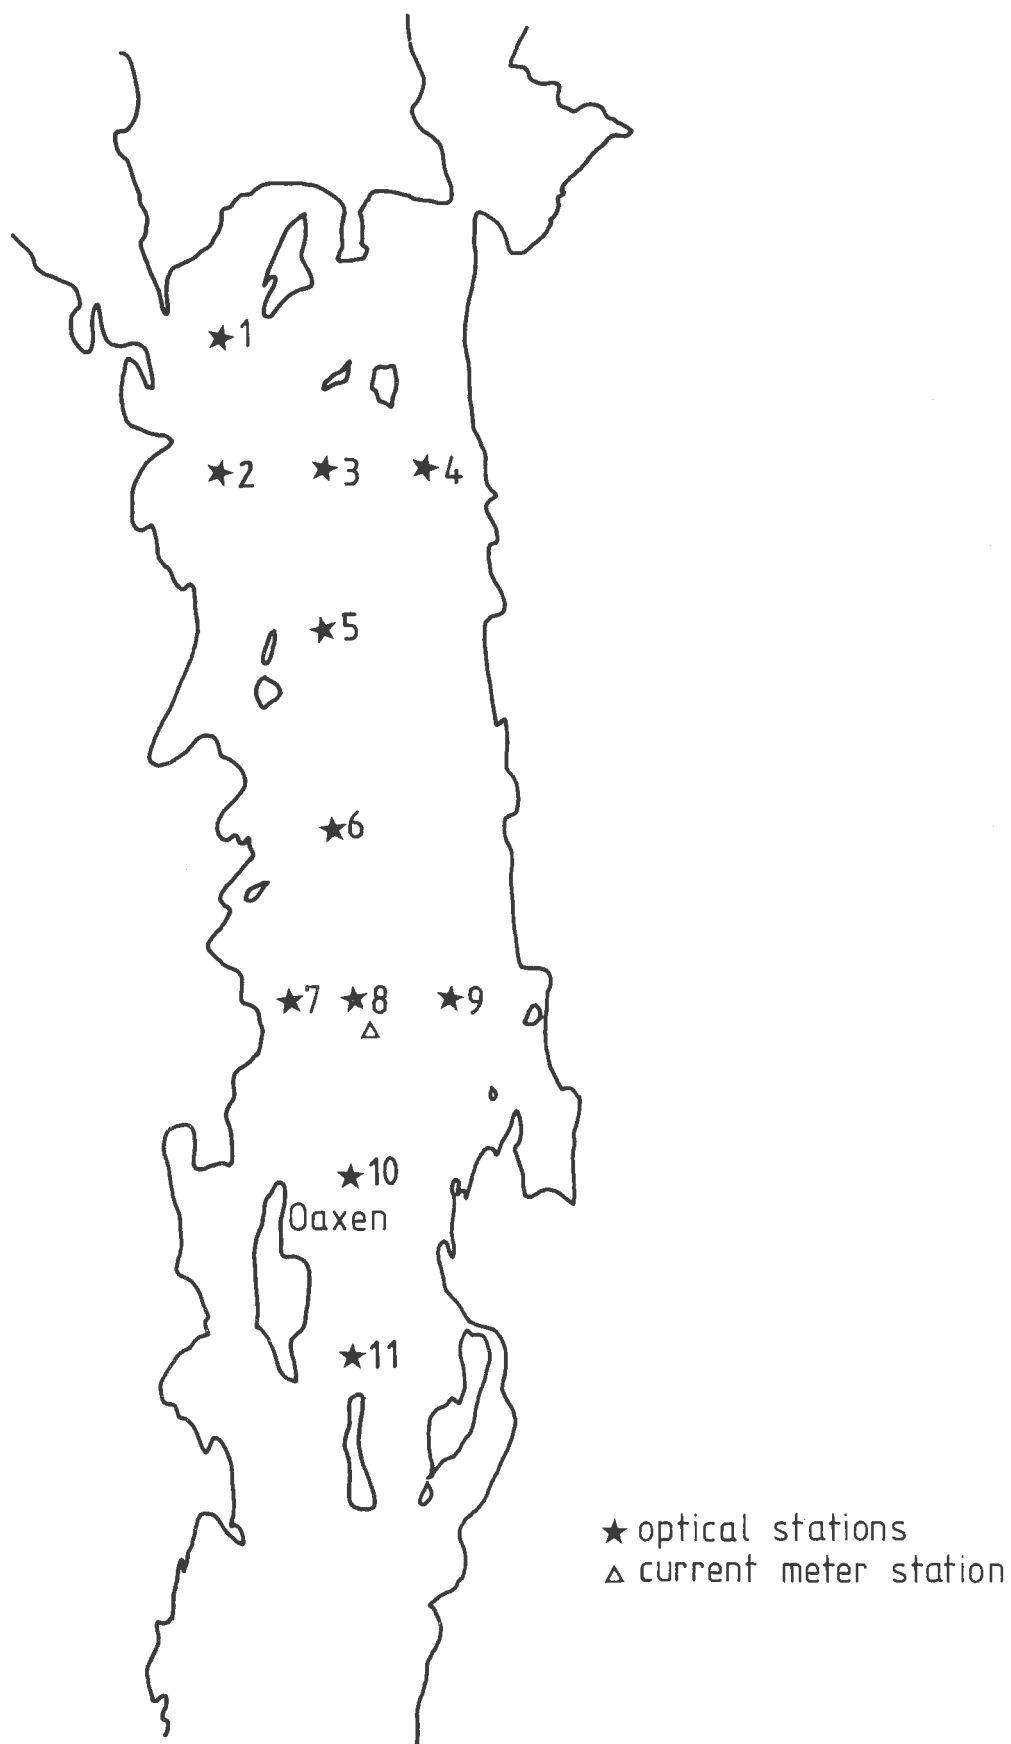 ★1
★2 ★3 ★4
★5
★6
★7 ★8 ★9
★10
Oaxen
★11
★ optical stations
△ current meter station